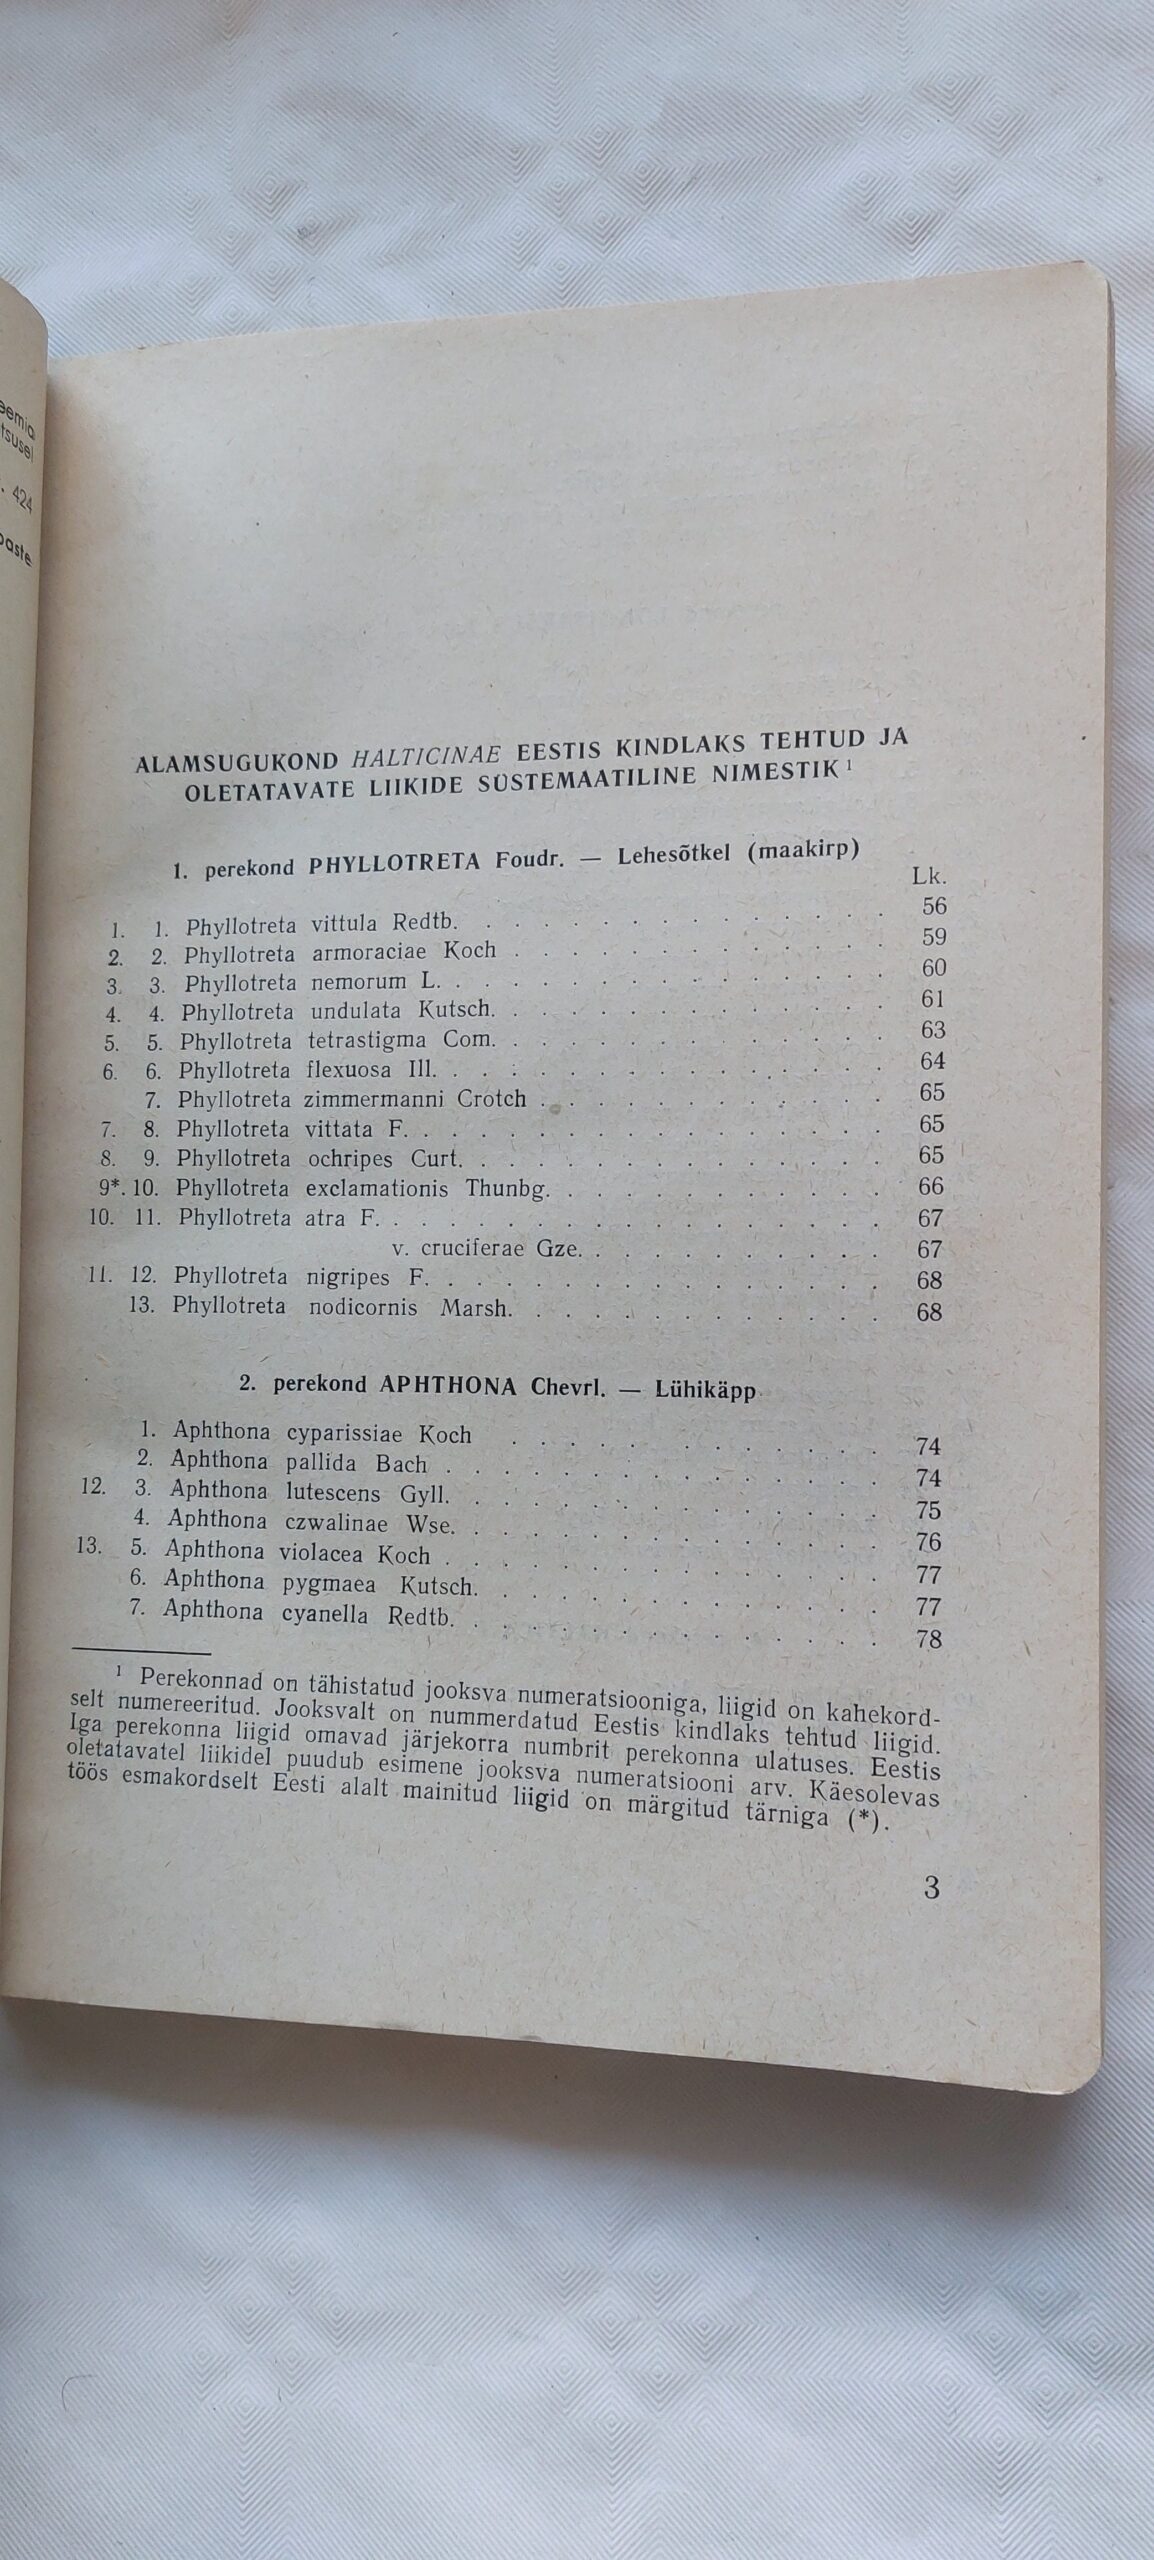 tsusel
. 424
ALAMSUGUKOND HALTICINAE EESTIS KINDLAKS TEHTUD JA
OLETATAVATE LIIKIDE SÜSTEMAATILINE NIMESTIK ¹
1. perekond PHYLLOTRETA Foudr. — Lehesõtkel (maakirp)
Lk.
1. 1. Phyllotreta vittula Redtb. . . . . . . . . . . . . . . 56
2. 2. Phyllotreta armoraciae Koch . . . . . . . . . . . . . 59
3. 3. Phyllotreta nemorum L. . . . . . . . . . . . . . . . 60
4. 4. Phyllotreta undulata Kutsch. . . . . . . . . . . . . . 61
5. 5. Phyllotreta tetrastigma Com. . . . . . . . . . . . . . 63
6. 6. Phyllotreta flexuosa Ill. . . . . . . . . . . . . . . . 64
7. Phyllotreta zimmermanni Crotch . . . . . . . . . . . . 65
7. 8. Phyllotreta vittata F. . . . . . . . . . . . . . . . . 65
8. 9. Phyllotreta ochripes Curt. . . . . . . . . . . . . . . 65
9*. 10. Phyllotreta exclamationis Thunbg. . . . . . . . . . . . 66
10. 11. Phyllotreta atra F. . . . . . . . . . . . . . . . . . 67
v. cruciferae Gze. . . . . . . . . . . 67
11. 12. Phyllotreta nigripes F. . . . . . . . . . . . . . . . 68
13. Phyllotreta nodicornis Marsh. . . . . . . . . . . . . 68
2. perekond APHTHONA Chevrl. — Lühikäpp
1. Aphthona cyparissiae Koch . . . . . . . . . . . . . 74
2. Aphthona pallida Bach . . . . . . . . . . . . . . . 74
12. 3. Aphthona lutescens Gyll. . . . . . . . . . . . . . . 75
4. Aphthona czwalinae Wse. . . . . . . . . . . . . . . 76
13. 5. Aphthona violacea Koch . . . . . . . . . . . . . . . 77
6. Aphthona pygmaea Kutsch. . . . . . . . . . . . . . 77
7. Aphthona cyanella Redtb. . . . . . . . . . . . . . . 78
¹ Perekonnad on tähistatud jooksva numeratsiooniga, liigid on kahekord-
selt numereeritud. Jooksvalt on nummerdatud Eestis kindlaks tehtud liigid.
Iga perekonna liigid omavad järjekorra numbrit perekonna ulatuses. Eestis
oletatavatel liikidel puudub esimene jooksva numeratsiooni arv. Käesolevas
töös esmakordselt Eesti alalt mainitud liigid on märgitud tärniga (*).
3